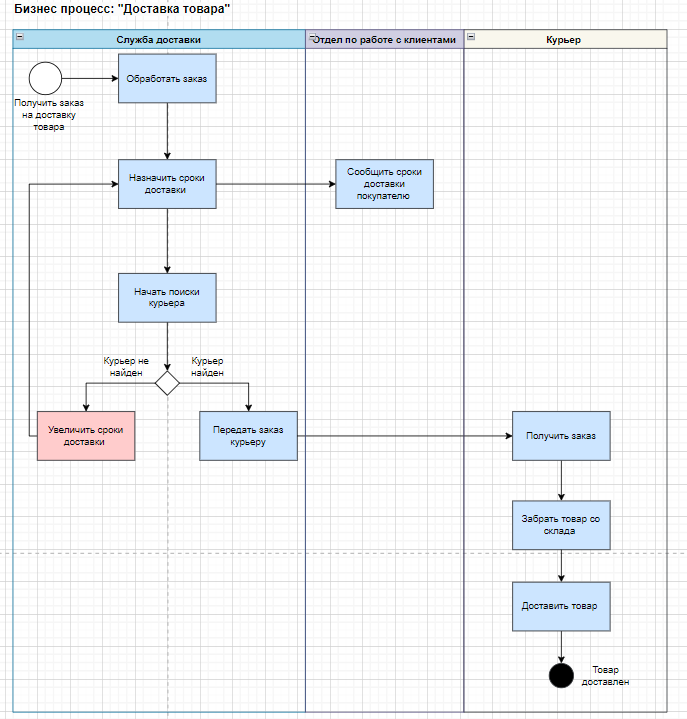 Бизнес процесс: "Доставка товара"
Служба доставки
Отдел по работе с клиентами
Курьер
Получить заказ
на доставку
товара
Обработать заказ
Назначить сроки
доставки
Сообщить сроки
доставки
покупателю
Начать поиски
курьера
Курьер не
найден
Курьер
найден
Увеличить сроки
доставки
Передать заказ
курьеру
Получить заказ
Забрать товар со
склада
Доставить товар
Товар
доставлен